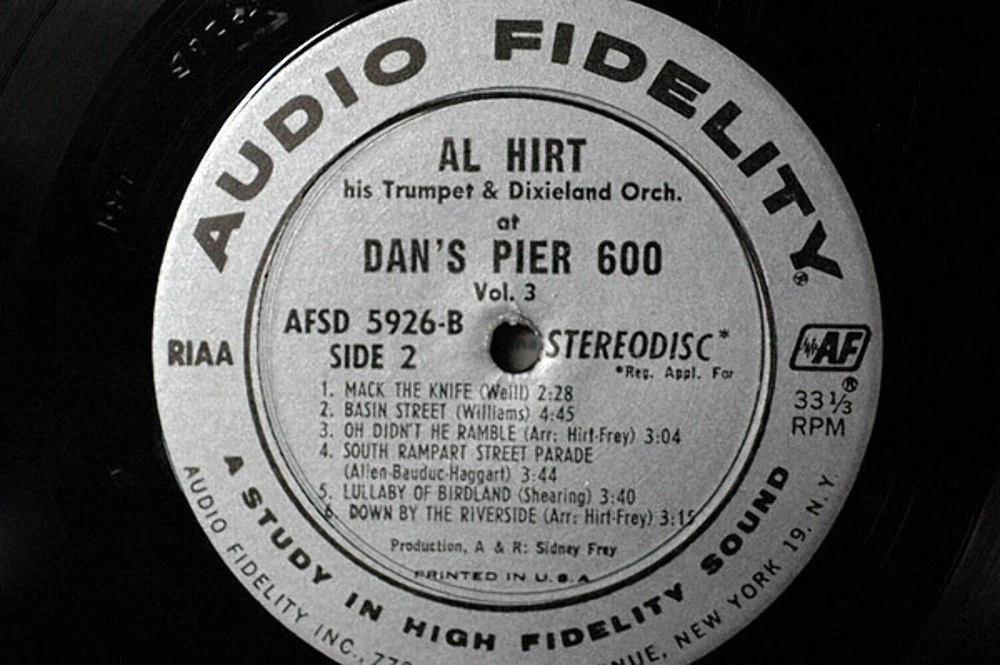 AUDIO FIDELITY®
AL HIRT
his Trumpet & Dixieland Orch.
at
DAN'S PIER 600
Vol. 3
AFSD 5926-B
SIDE 2
STEREODISC*
*Reg. Appl. For
RIAA
AF®
33 1/3
RPM
1. MACK THE KNIFE (Weill) 2:28
2. BASIN STREET (Williams) 4:45
3. OH DIDN'T HE RAMBLE (Arr: Hirt-Frey) 3:04
4. SOUTH RAMPART STREET PARADE
(Allen-Bauduc-Haggart) 3:44
5. LULLABY OF BIRDLAND (Shearing) 3:40
6. DOWN BY THE RIVERSIDE (Arr: Hirt-Frey) 3:15
Production, A & R: Sidney Frey
PRINTED IN U.S.A
A STUDY IN HIGH FIDELITY SOUND
AUDIO FIDELITY INC., NEW YORK 19, N.Y.